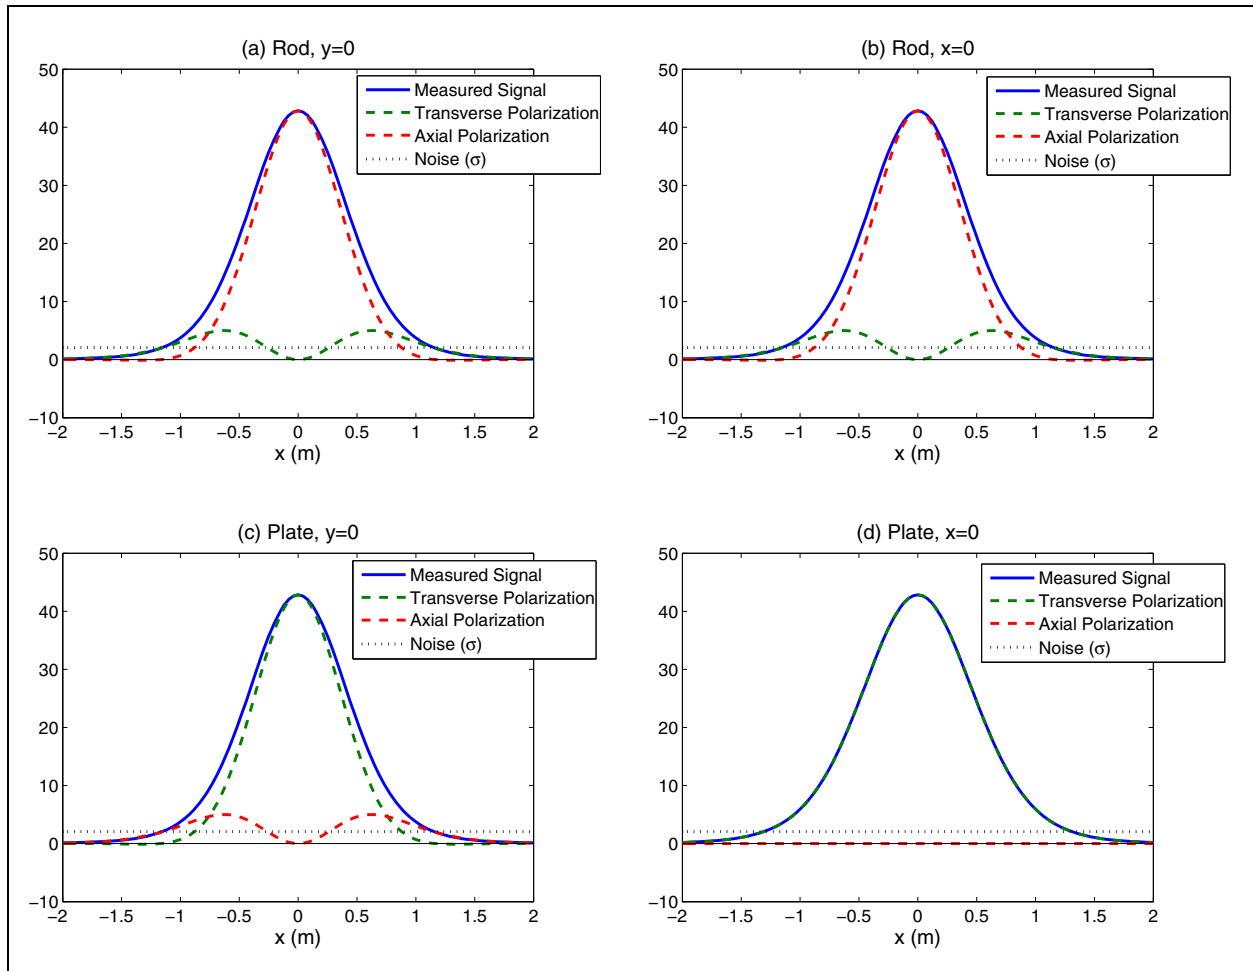 (a) Rod, y=0
50
40
30
20
10
0
−10
−2 −1.5 −1 −0.5 0 0.5 1 1.5 2
x (m)
Measured Signal
Transverse Polarization
Axial Polarization
Noise (σ)
(b) Rod, x=0
50
40
30
20
10
0
−10
−2 −1.5 −1 −0.5 0 0.5 1 1.5 2
x (m)
Measured Signal
Transverse Polarization
Axial Polarization
Noise (σ)
(c) Plate, y=0
50
40
30
20
10
0
−10
−2 −1.5 −1 −0.5 0 0.5 1 1.5 2
x (m)
Measured Signal
Transverse Polarization
Axial Polarization
Noise (σ)
(d) Plate, x=0
50
40
30
20
10
0
−10
−2 −1.5 −1 −0.5 0 0.5 1 1.5 2
x (m)
Measured Signal
Transverse Polarization
Axial Polarization
Noise (σ)